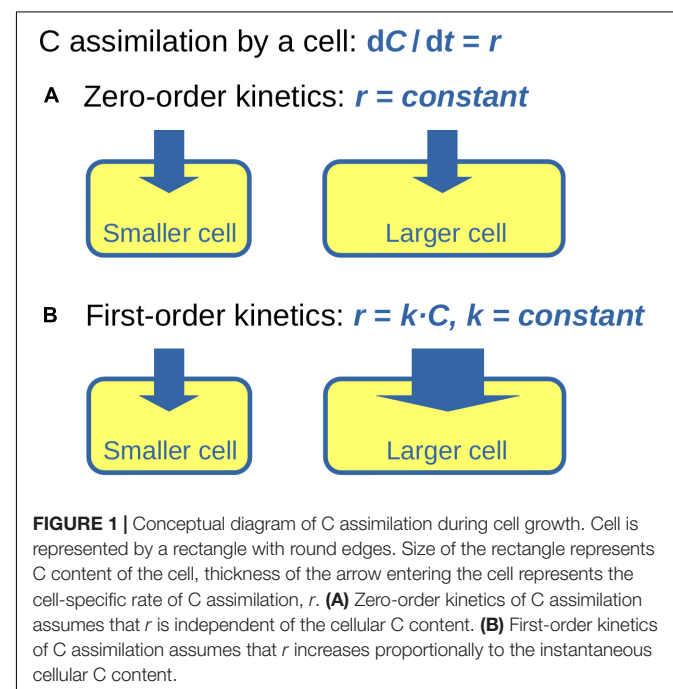 C assimilation by a cell: dC / dt = r
A Zero-order kinetics: r = constant
Smaller cell Larger cell
B First-order kinetics: r = k·C, k = constant
Smaller cell Larger cell
FIGURE 1 | Conceptual diagram of C assimilation during cell growth. Cell is
represented by a rectangle with round edges. Size of the rectangle represents
C content of the cell, thickness of the arrow entering the cell represents the
cell-specific rate of C assimilation, r. (A) Zero-order kinetics of C assimilation
assumes that r is independent of the cellular C content. (B) First-order kinetics
of C assimilation assumes that r increases proportionally to the instantaneous
cellular C content.